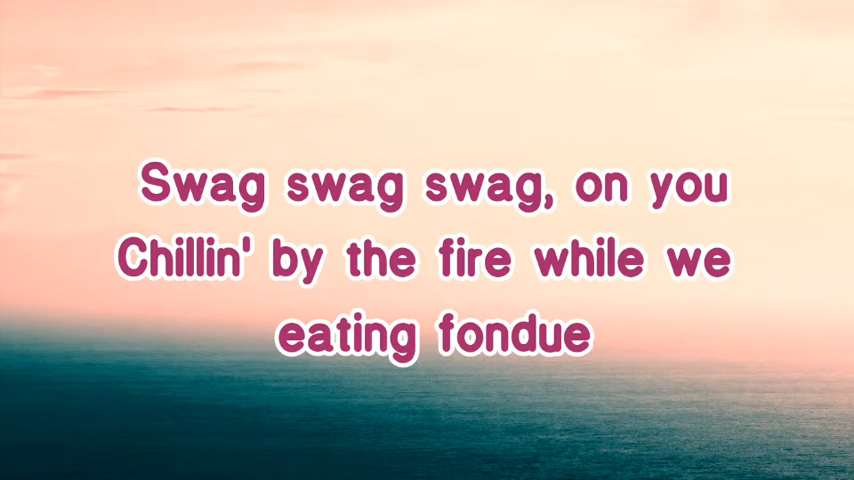 Swag swag swag, on you
Chillin' by the fire while we
eating fondue